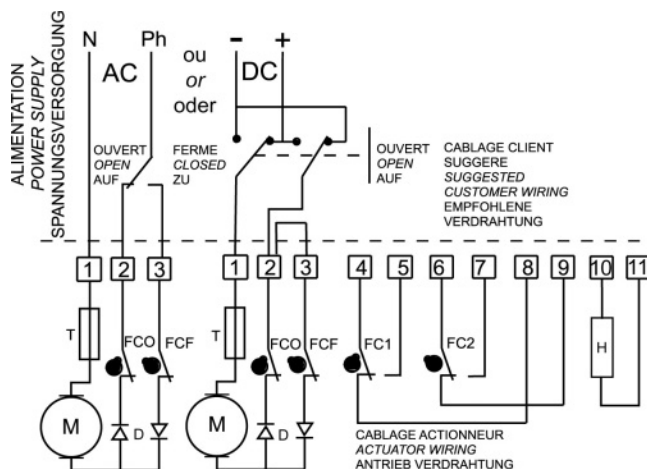 ALIMENTATION
POWER SUPPLY
SPANNUNGSVERSORGUNG
N Ph
AC
ou
or
oder
- +
DC
OUVERT
OPEN
AUF
FERME
CLOSED
ZU
OUVERT
OPEN
AUF
CABLAGE CLIENT
SUGGERE
SUGGESTED
CUSTOMER WIRING
EMPFOHLENE
VERDRAHTUNG
1 2 3 1 2 3 4 5 6 7 8 9 10 11
T FCO FCF T FCO FCF FC1 FC2 H
M D M D
CABLAGE ACTIONNEUR
ACTUATOR WIRING
ANTRIEB VERDRAHTUNG